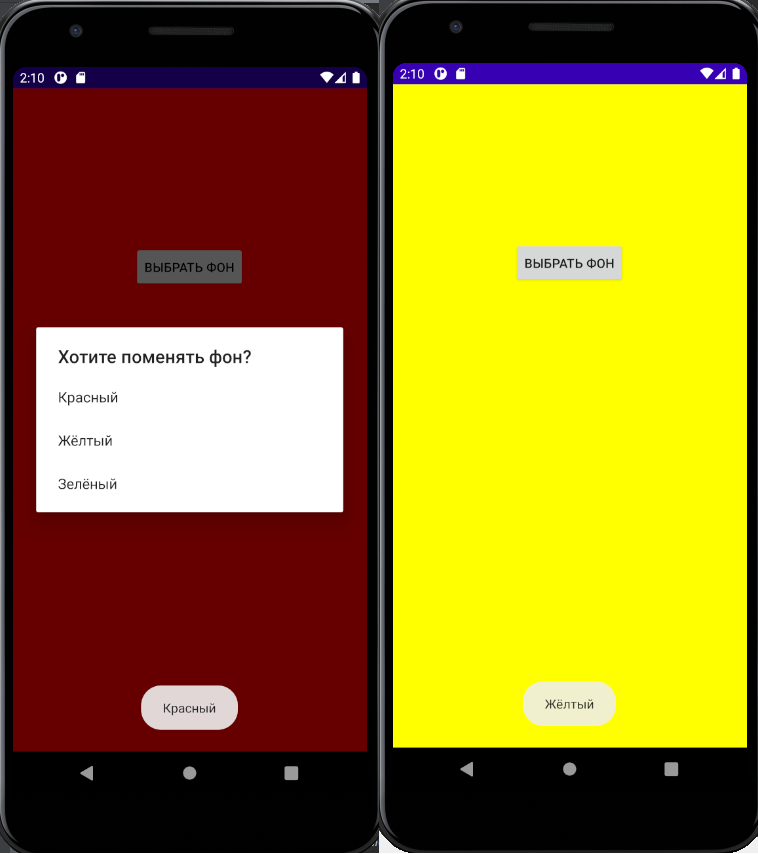 2:10
ВЫБРАТЬ ФОН
Хотите поменять фон?
Красный
Жёлтый
Зелёный
Красный
2:10
ВЫБРАТЬ ФОН
Жёлтый